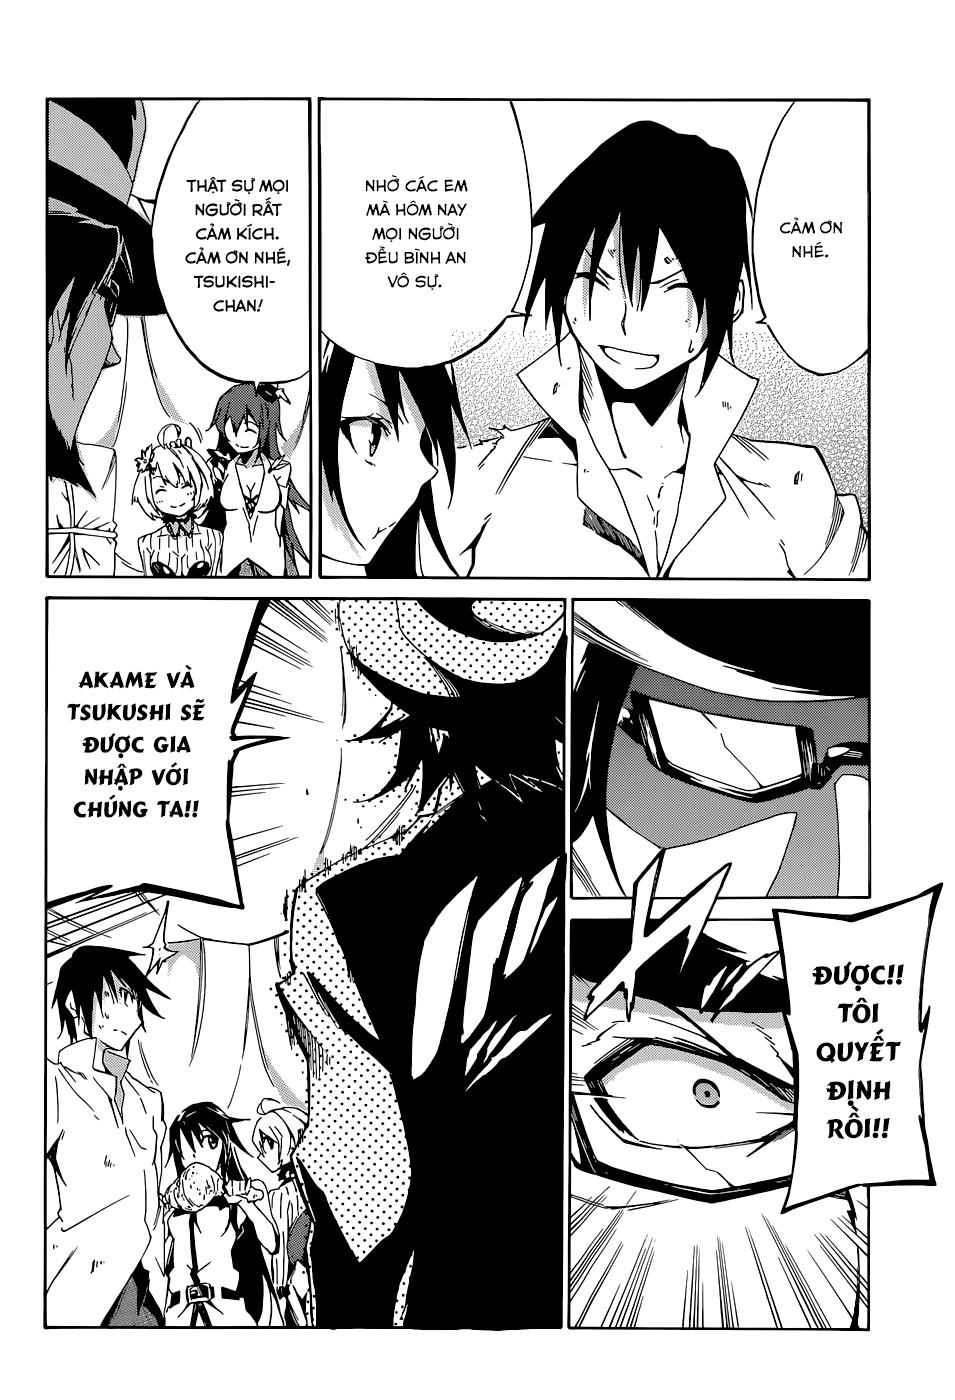 CẢM ƠN
NHÉ.
NHỜ CÁC EM
MÀ HÔM NAY
MỌI NGƯỜI
ĐỀU BÌNH AN
VÔ SỰ.
THẬT SỰ MỌI
NGƯỜI RẤT
CẢM KÍCH.
CẢM ƠN NHÉ,
TSUKISHI-
CHAN!
ĐƯỢC!!
TÔI
QUYẾT
ĐỊNH
RỒI!!
AKAME VÀ
TSUKUSHI SẼ
ĐƯỢC GIA
NHẬP VỚI
CHÚNG TA!!